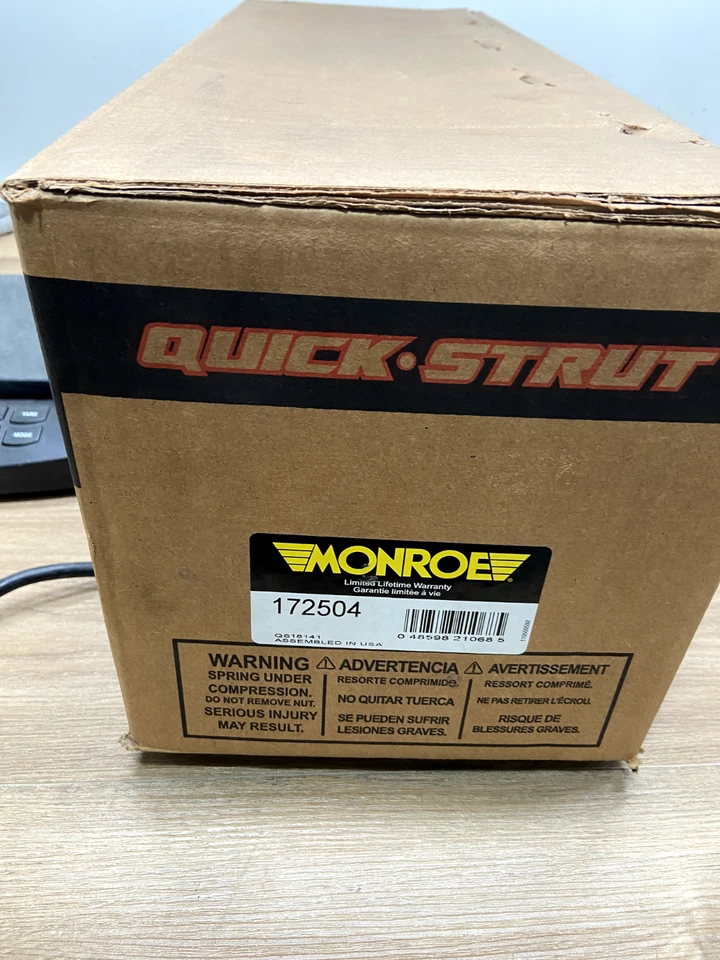 QUICK•STRUT
MONROE
Limited Lifetime Warranty
Garantie limitée à vie
172504
QS18141
ASSEMBLED IN USA
0 48598 21068 5
WARNING
SPRING UNDER
COMPRESSION.
DO NOT REMOVE NUT.
SERIOUS INJURY
MAY RESULT.
ADVERTENCIA
RESORTE COMPRIMIDO.
NO QUITAR TUERCA
SE PUEDEN SUFRIR
LESIONES GRAVES.
AVERTISSEMENT
RESSORT COMPRIMÉ.
NE PAS RETIRER L'ÉCROU.
RISQUE DE
BLESSURES GRAVES.
MODE